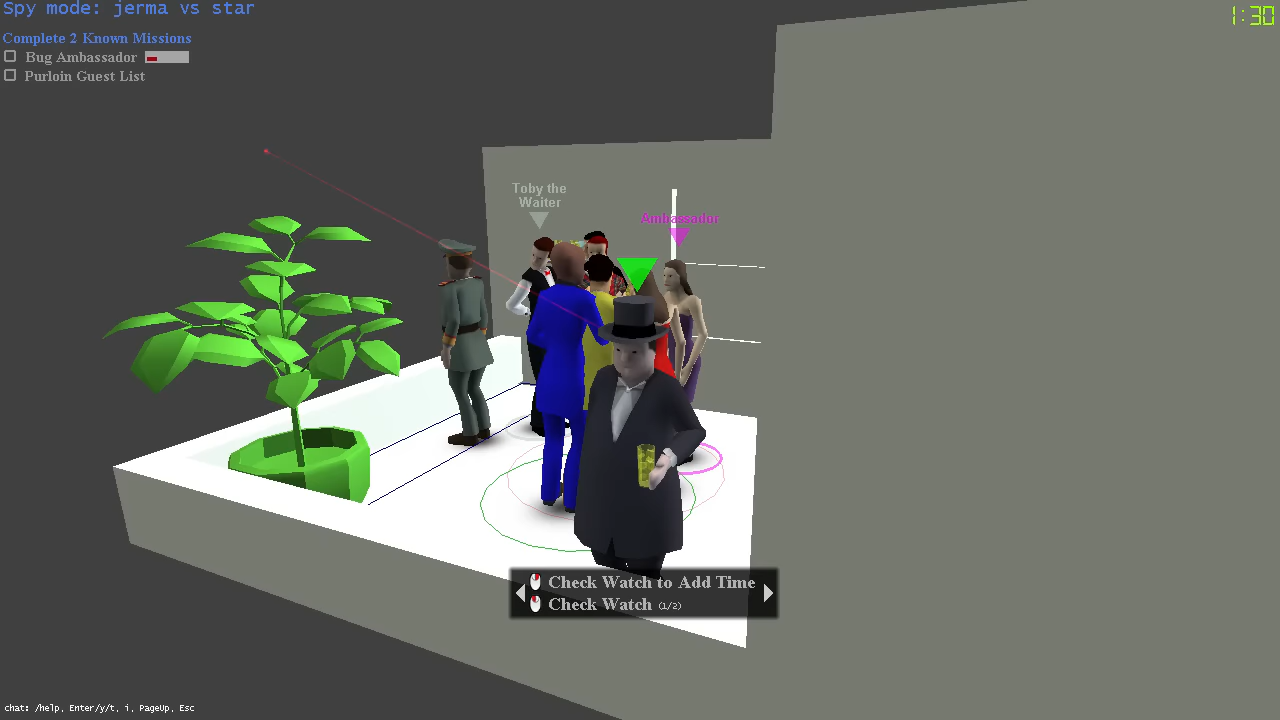 Spy mode: jerma vs star
1:30
Complete 2 Known Missions
Bug Ambassador
Purloin Guest List
Toby the
Waiter
Ambassador
Check Watch to Add Time
Check Watch (1/2)
chat: /help, Enter/y/t, i, PageUp, Esc